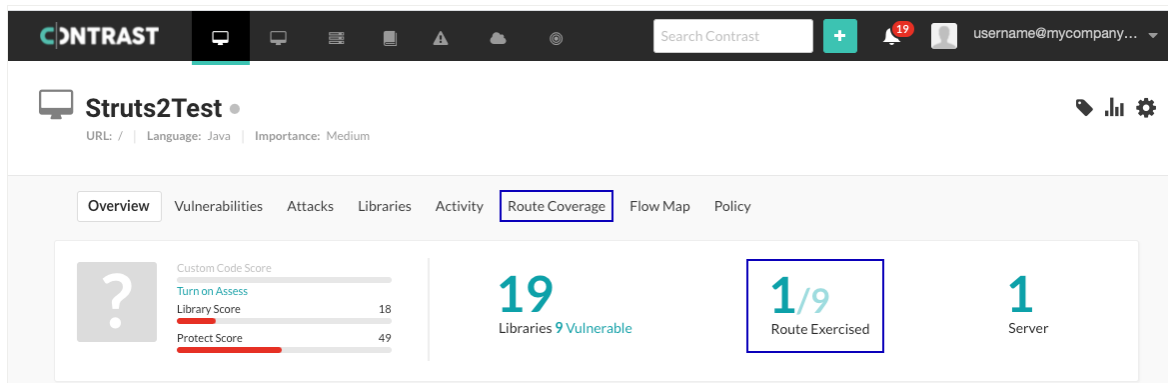 CONTRAST
Search Contrast
+
19
username@mycompany...
Struts2Test
URL: / | Language: Java | Importance: Medium
Overview Vulnerabilities Attacks Libraries Activity Route Coverage Flow Map Policy
?
Custom Code Score
Turn on Assess
Library Score 18
Protect Score 49
19
Libraries 9 Vulnerable
1/9
Route Exercised
1
Server